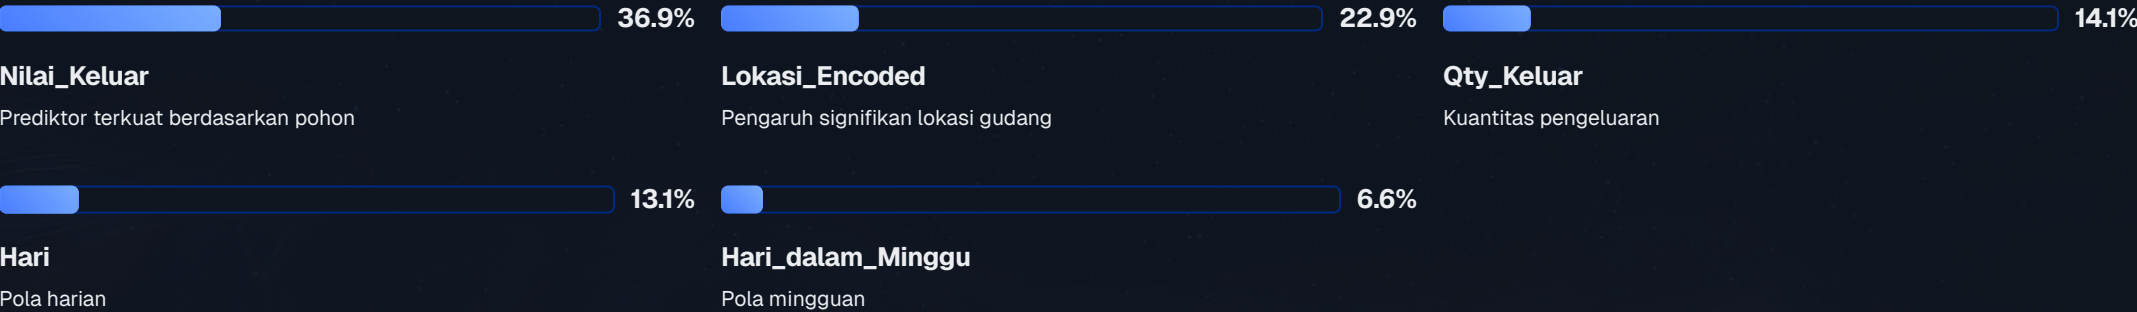 36.9%
22.9%
14.1%
Nilai_Keluar
Lokasi_Encoded
Qty_Keluar
Prediktor terkuat berdasarkan pohon
Pengaruh signifikan lokasi gudang
Kuantitas pengeluaran
13.1%
6.6%
Hari
Hari_dalam_Minggu
Pola harian
Pola mingguan